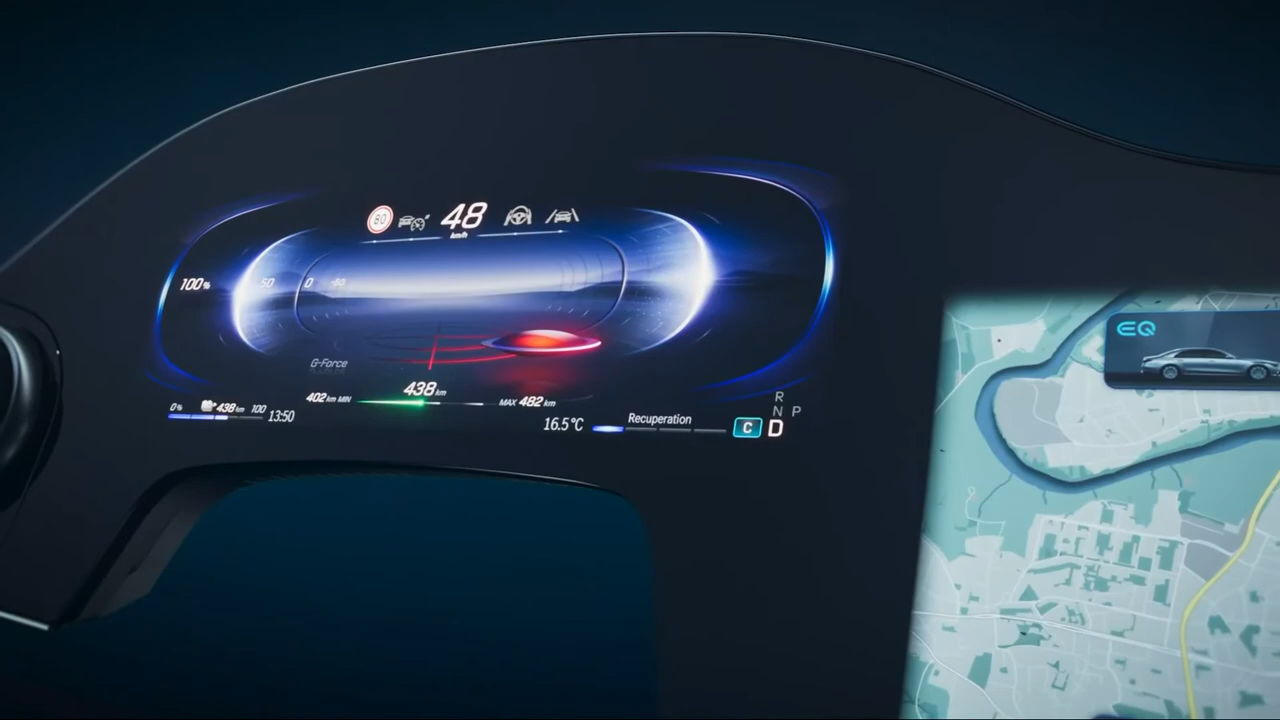 80
48
km/h
100%
50
0
G-Force
402 km MIN
438 km
MAX 482 km
0%
438 km
100
13:50
16.5°C
Recuperation
C
R
N P
D
EQ